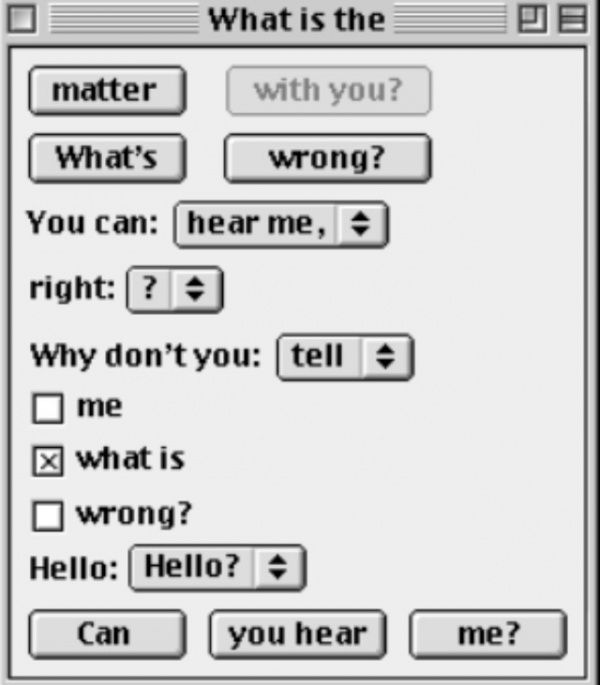 What is the
matter with you?
What's wrong?
You can: hear me,
right: ?
Why don't you: tell
me
what is
wrong?
Hello: Hello?
Can you hear me?